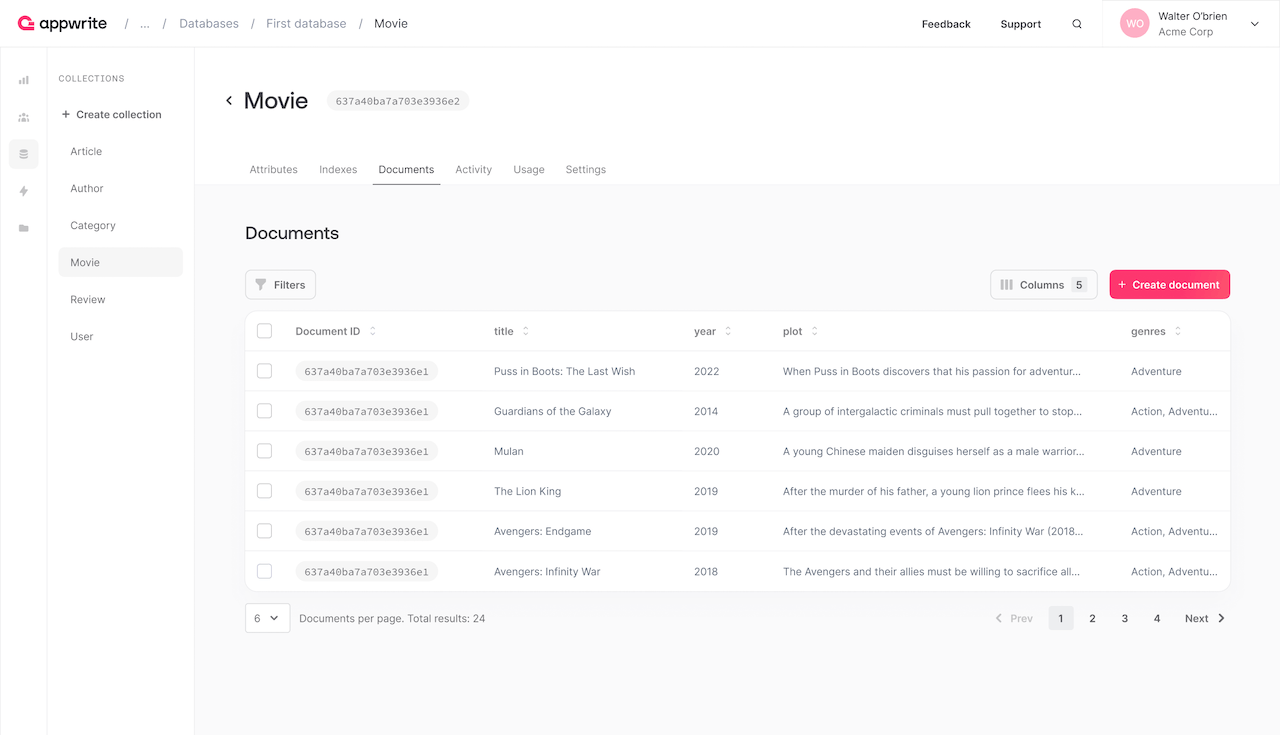 appwrite / ... / Databases / First database / Movie Feedback Support WO Walter O'brien
Acme Corp
COLLECTIONS
+ Create collection
Article
Author
Category
Movie
Review
User
Movie 637a40ba7a703e3936e2
Attributes Indexes Documents Activity Usage Settings
Documents
Filters Columns 5 + Create document
Document ID title year plot genres
637a40ba7a703e3936e1 Puss in Boots: The Last Wish 2022 When Puss in Boots discovers that his passion for adventur... Adventure
637a40ba7a703e3936e1 Guardians of the Galaxy 2014 A group of intergalactic criminals must pull together to stop... Action, Adventu...
637a40ba7a703e3936e1 Mulan 2020 A young Chinese maiden disguises herself as a male warrior... Adventure
637a40ba7a703e3936e1 The Lion King 2019 After the murder of his father, a young lion prince flees his k... Adventure
637a40ba7a703e3936e1 Avengers: Endgame 2019 After the devastating events of Avengers: Infinity War (2018... Action, Adventu...
637a40ba7a703e3936e1 Avengers: Infinity War 2018 The Avengers and their allies must be willing to sacrifice all... Action, Adventu...
6 Documents per page. Total results: 24 Prev 1 2 3 4 Next